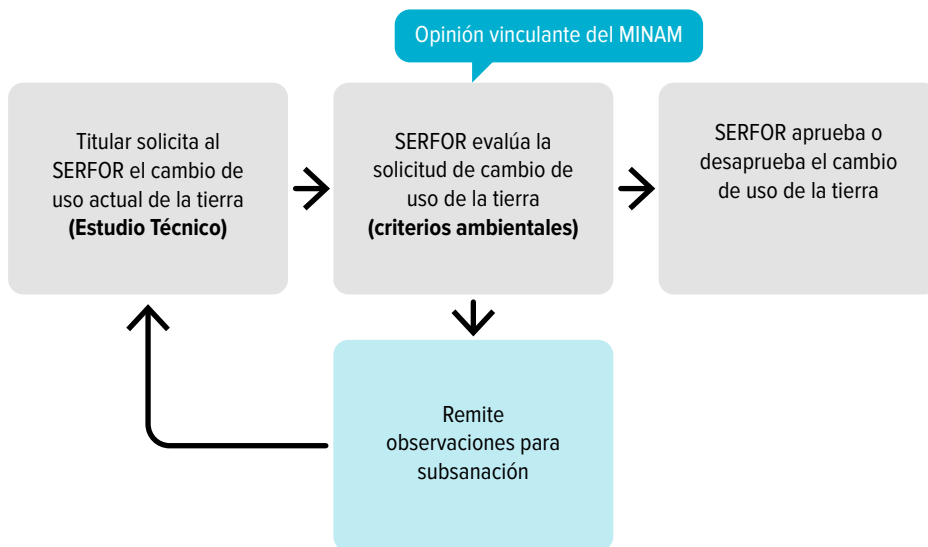 Opinión vinculante del MINAM
Titular solicita al
SERFOR el cambio de
uso actual de la tierra
(Estudio Técnico)
SERFOR evalúa la
solicitud de cambio de
uso de la tierra
(criterios ambientales)
SERFOR aprueba o
desaprueba el cambio
de uso de la tierra
Remite
observaciones para
subsanación